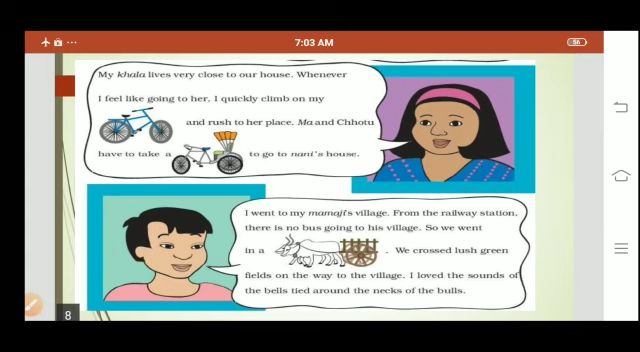 7:03 AM
56
My khala lives very close to our house. Whenever
I feel like going to her, I quickly climb on my
and rush to her place. Ma and Chhotu
have to take a to go to nani's house.
I went to my mamaji's village. From the railway station,
there is no bus going to his village. So we went
in a . We crossed lush green
fields on the way to the village. I loved the sounds of
the bells tied around the necks of the bulls.
8